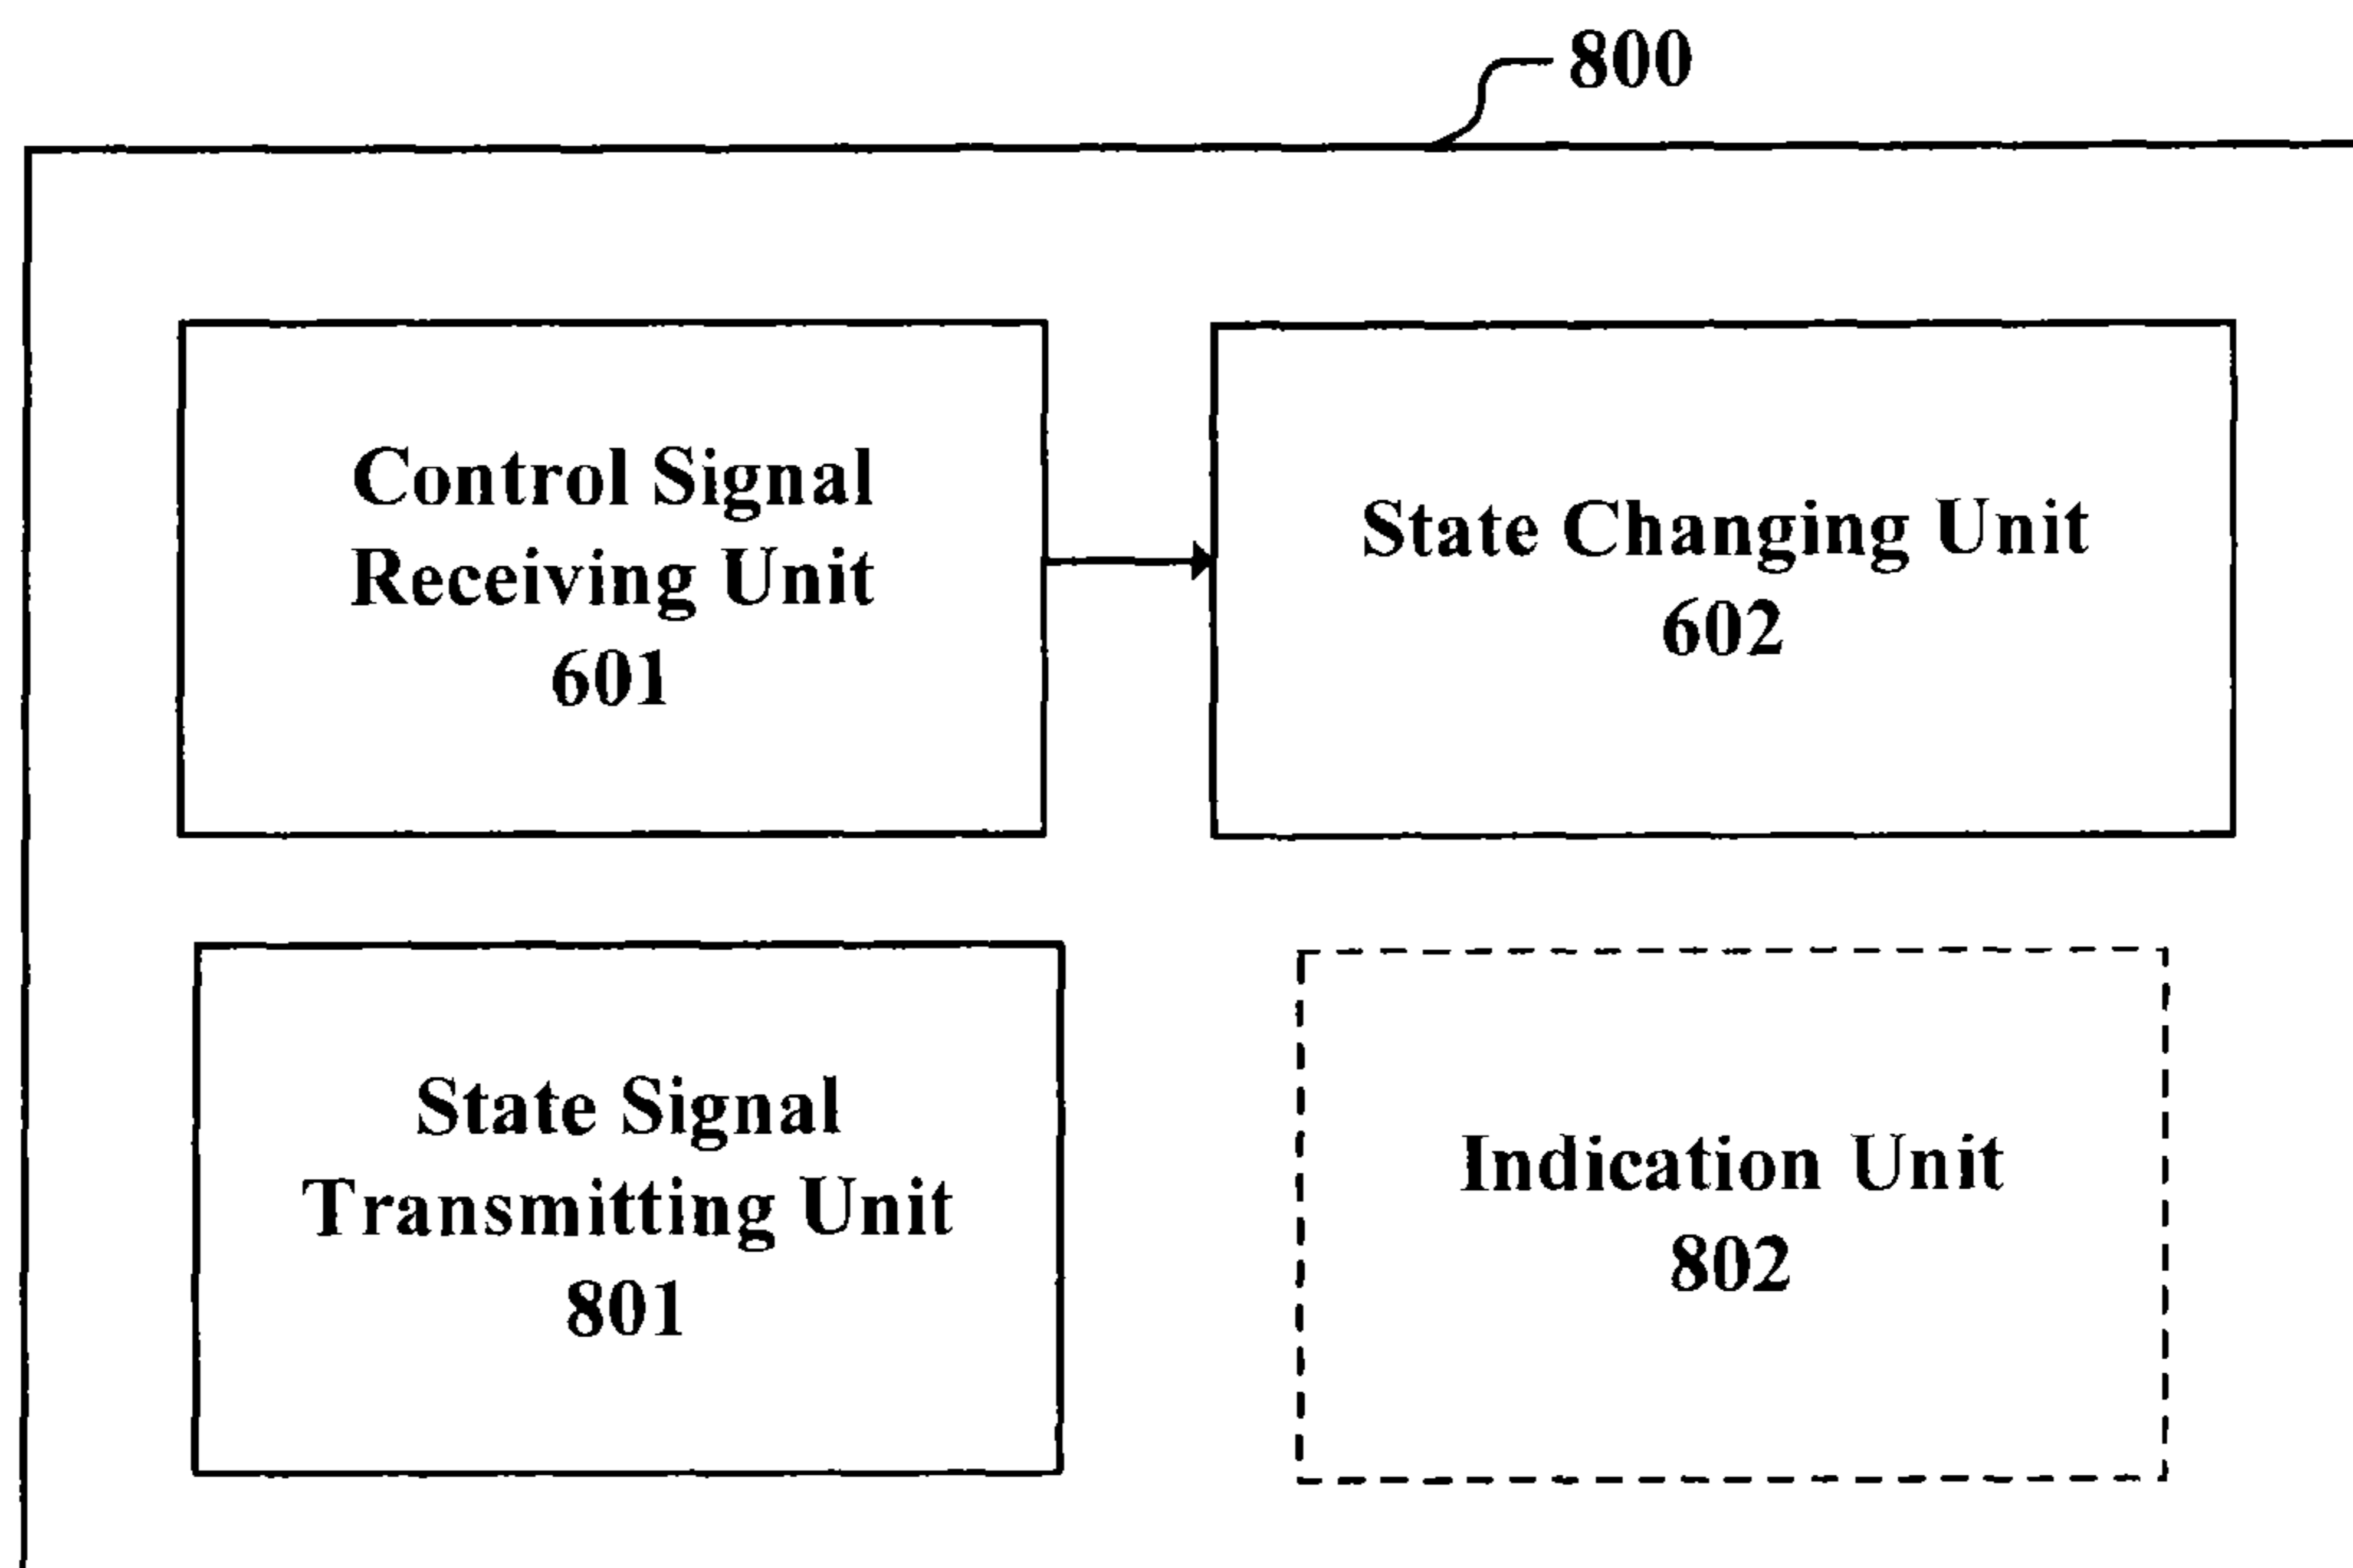 800
Control Signal
Receiving Unit
601
State Changing Unit
602
State Signal
Transmitting Unit
801
Indication Unit
802